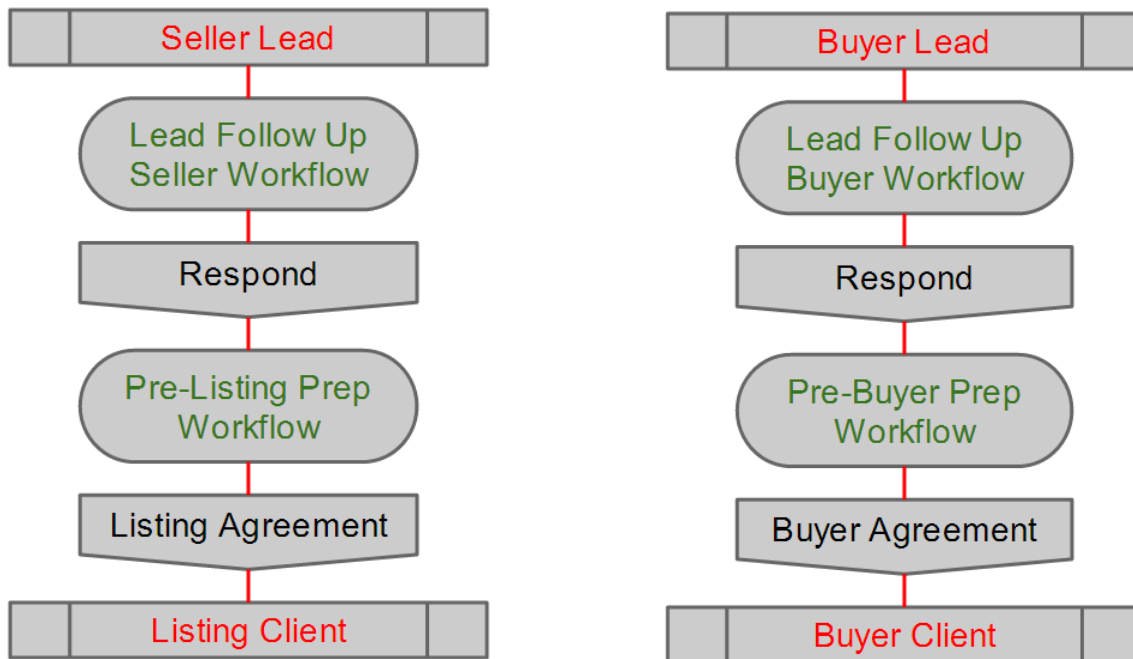 Seller Lead
Lead Follow Up
Seller Workflow
Respond
Pre-Listing Prep
Workflow
Listing Agreement
Listing Client
Buyer Lead
Lead Follow Up
Buyer Workflow
Respond
Pre-Buyer Prep
Workflow
Buyer Agreement
Buyer Client